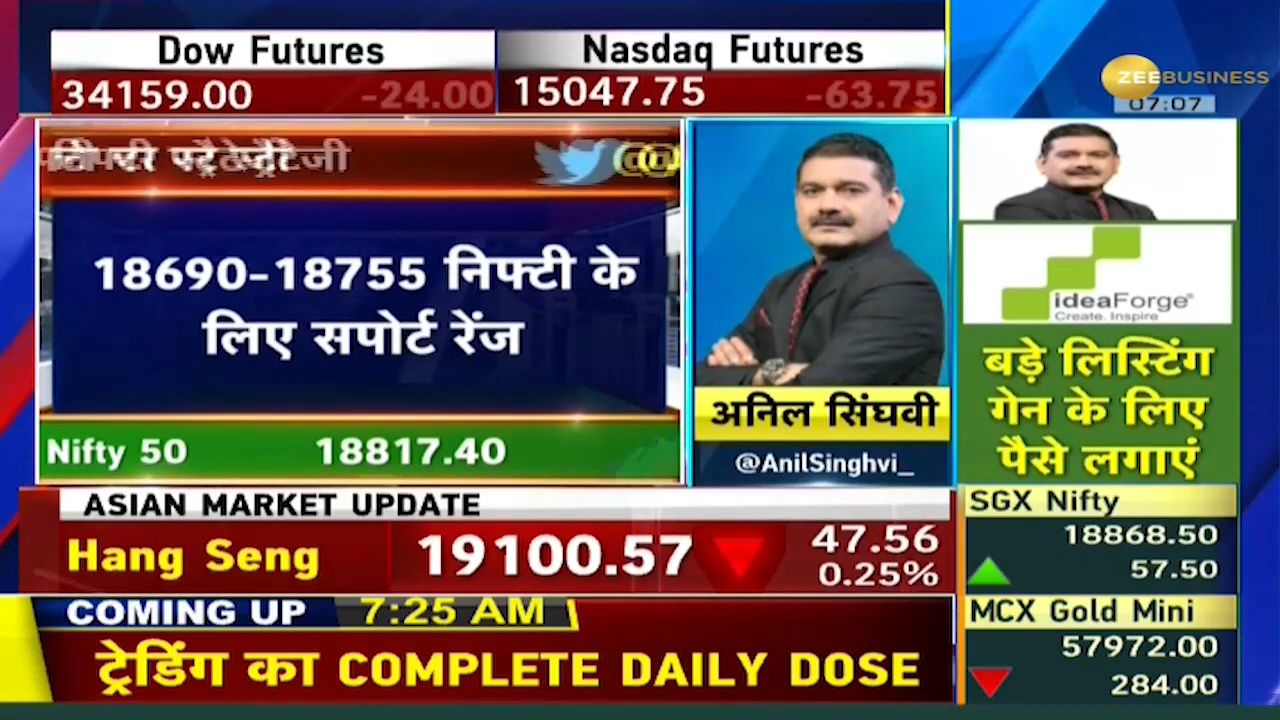 Dow Futures
34159.00 -24.00
Nasdaq Futures
15047.75 -63.75
ZEEBUSINESS
07:07
18690-18755 निफ्टी के
लिए सपोर्ट रेंज
Nifty 50 18817.40
अनिल सिंघवी
@AnilSinghvi_
ideaForge®
Create. Inspire
बड़े लिस्टिंग
गेन के लिए
पैसे लगाएं
ASIAN MARKET UPDATE
Hang Seng 19100.57 47.56
0.25%
SGX Nifty
18868.50
57.50
COMING UP 7:25 AM
ट्रेडिंग का COMPLETE DAILY DOSE
MCX Gold Mini
57972.00
284.00